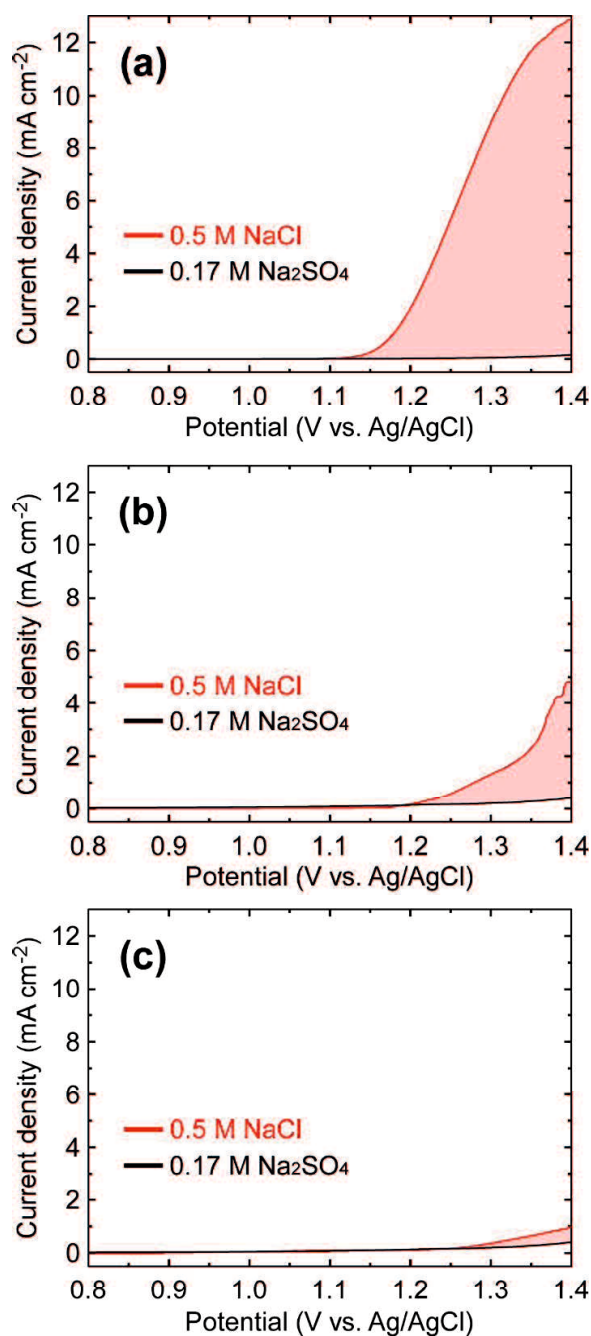 (a)
Current density (mA cm⁻²)
12
10
8
6
4
2
0
0.5 M NaCl
0.17 M Na₂SO₄
0.8 0.9 1.0 1.1 1.2 1.3 1.4
Potential (V vs. Ag/AgCl)
(b)
Current density (mA cm⁻²)
12
10
8
6
4
2
0
0.5 M NaCl
0.17 M Na₂SO₄
0.8 0.9 1.0 1.1 1.2 1.3 1.4
Potential (V vs. Ag/AgCl)
(c)
Current density (mA cm⁻²)
12
10
8
6
4
2
0
0.5 M NaCl
0.17 M Na₂SO₄
0.8 0.9 1.0 1.1 1.2 1.3 1.4
Potential (V vs. Ag/AgCl)